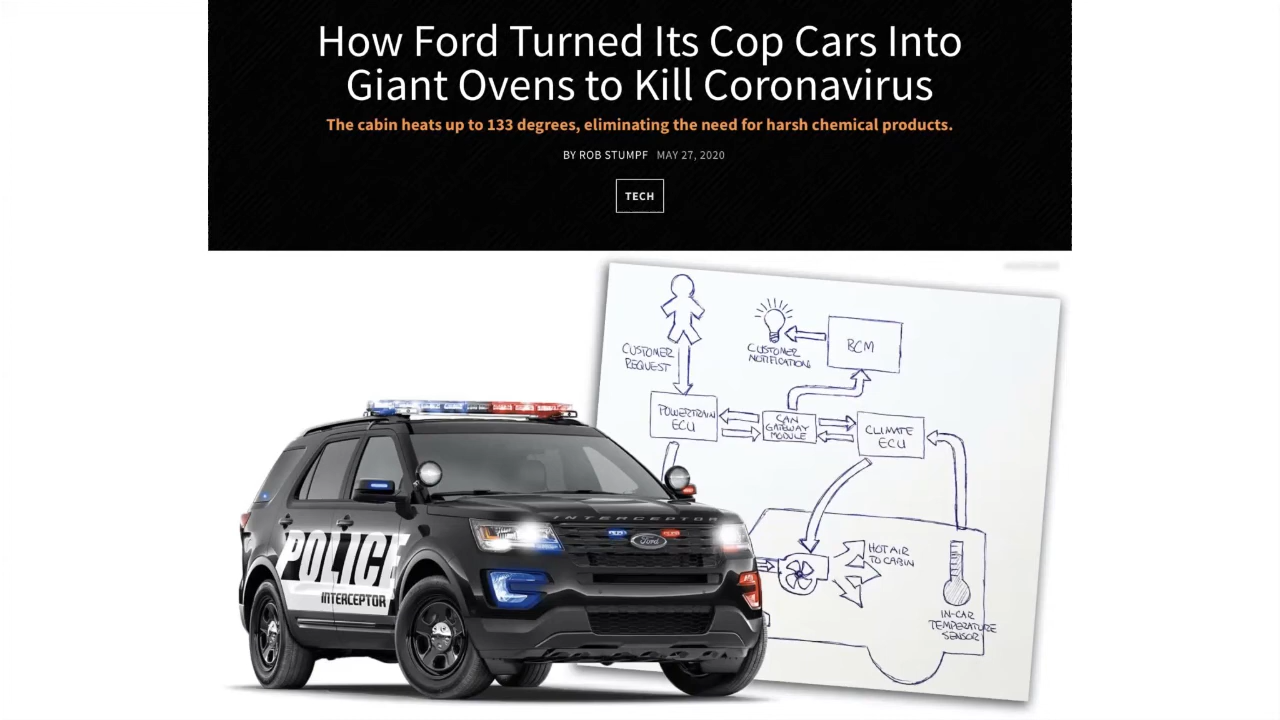 How Ford Turned Its Cop Cars Into
Giant Ovens to Kill Coronavirus
The cabin heats up to 133 degrees, eliminating the need for harsh chemical products.
BY ROB STUMPF MAY 27, 2020
TECH
CUSTOMER
REQUEST
CUSTOMER
NOTIFICATION
BCM
POWERTRAIN
ECU
CAN
GATEWAY
MODULE
CLIMATE
ECU
HOT AIR
TO CABIN
IN-CAR
TEMPERATURE
SENSOR
INTERCEPTOR
Ford
POLICE
INTERCEPTOR